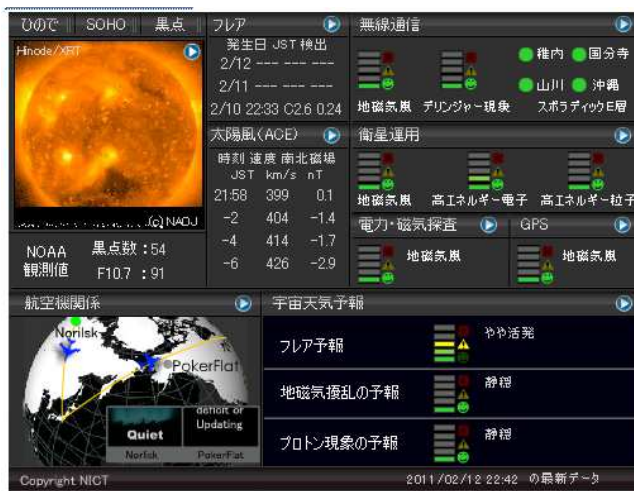 ひので SOHO 黒点
Hinode/XRT
(c) NAOJ
NOAA 観測値
黒点数 : 54
F10.7 : 91
フレア
発生日 JST 検出
2/12 --- --- ---
2/11 --- --- ---
2/10 22:33 C2.6 0.24
太陽風(ACE)
時刻 速度 南北磁場
JST km/s nT
21:58 399 0.1
-2 404 -1.4
-4 414 -1.7
-6 426 -2.9
無線通信
稚内 国分寺
山川 沖縄
地磁気嵐 デリンジャー現象 スポラディックE層
衛星運用
地磁気嵐 高エネルギー電子 高エネルギー粒子
電力・磁気探査
地磁気嵐
GPS
地磁気嵐
航空機関係
Norilsk
PokerFlat
Quiet
deficit or
Updating
Norilsk PokerFlat
宇宙天気予報
フレア予報 やや活発
地磁気擾乱の予報 静穏
プロトン現象の予報 静穏
Copyright NICT
2011/02/12 22:42 の最新データ